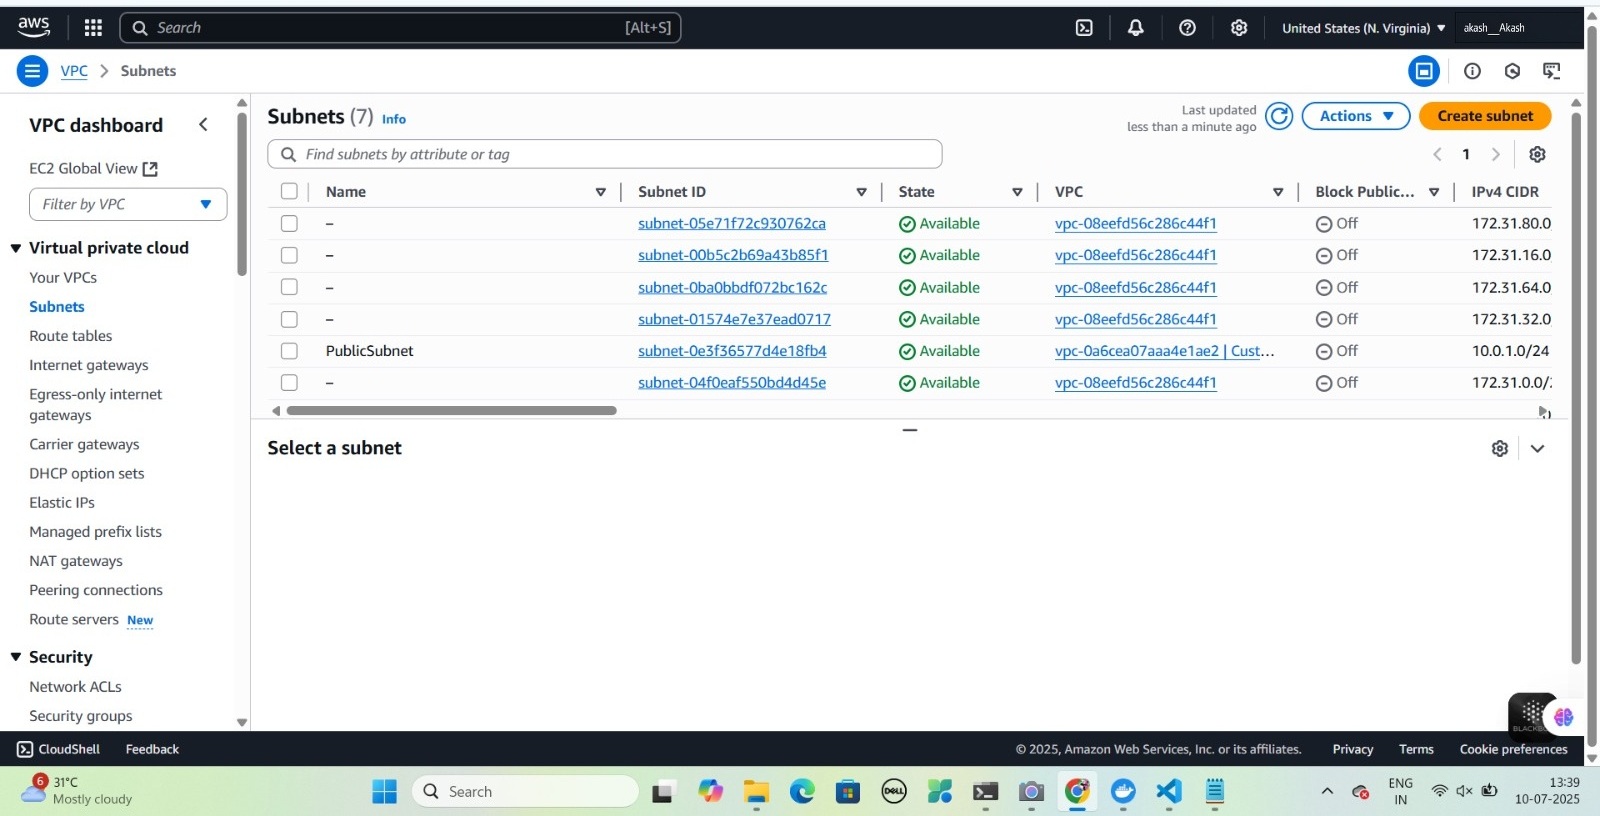 aws
Search [Alt+S]
United States (N. Virginia)
akash__Akash
VPC > Subnets
VPC dashboard
EC2 Global View
Filter by VPC
Virtual private cloud
Your VPCs
Subnets
Route tables
Internet gateways
Egress-only internet
gateways
Carrier gateways
DHCP option sets
Elastic IPs
Managed prefix lists
NAT gateways
Peering connections
Route servers New
Security
Network ACLs
Security groups
Subnets (7) Info
Last updated
less than a minute ago
Actions
Create subnet
Find subnets by attribute or tag
1
Name Subnet ID State VPC Block Public... IPv4 CIDR
– subnet-05e71f72c930762ca Available vpc-08eefd56c286c44f1 Off 172.31.80.0
– subnet-00b5c2b69a43b85f1 Available vpc-08eefd56c286c44f1 Off 172.31.16.0
– subnet-0ba0bbdf072bc162c Available vpc-08eefd56c286c44f1 Off 172.31.64.0
– subnet-01574e7e37ead0717 Available vpc-08eefd56c286c44f1 Off 172.31.32.0
PublicSubnet subnet-0e3f36577d4e18fb4 Available vpc-0a6cea07aaa4e1ae2 | Cust... Off 10.0.1.0/24
– subnet-04f0eaf550bd4d45e Available vpc-08eefd56c286c44f1 Off 172.31.0.0/
Select a subnet
CloudShell Feedback
© 2025, Amazon Web Services, Inc. or its affiliates. Privacy Terms Cookie preferences
6
31°C
Mostly cloudy
Search
DELL
ENG
IN
13:39
10-07-2025